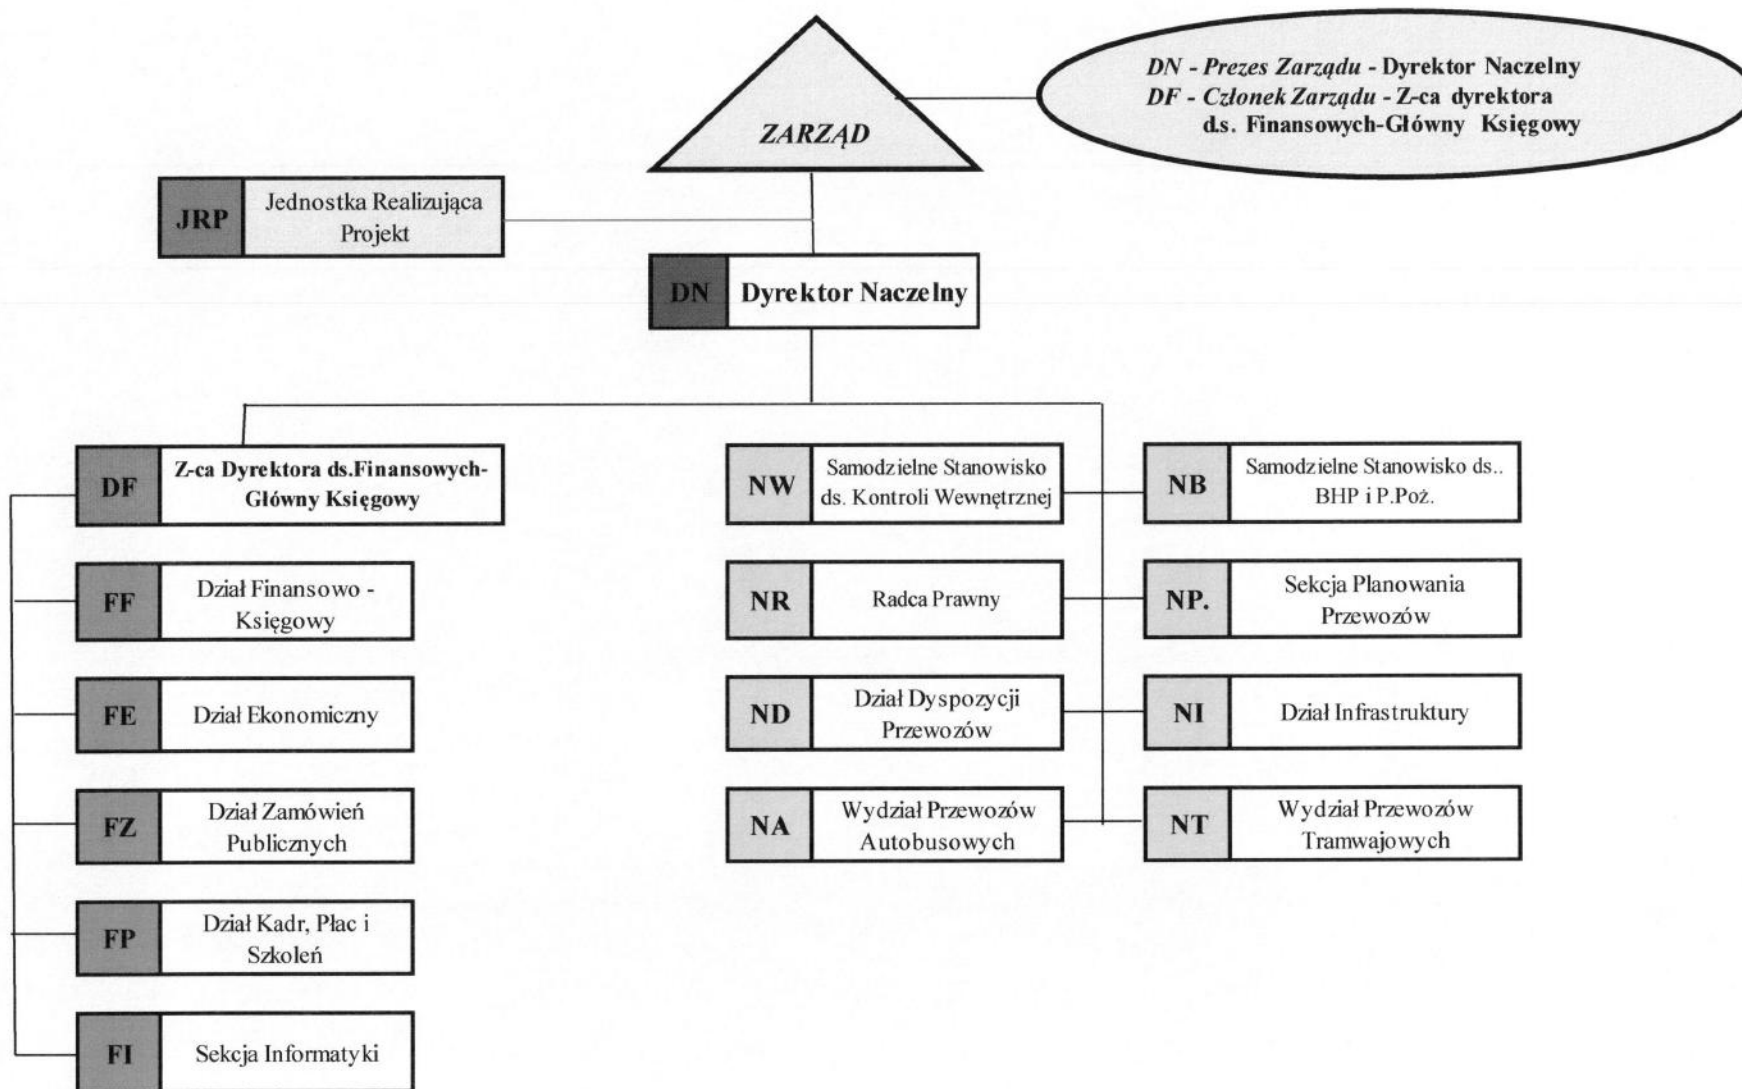 DN - Prezes Zarządu - Dyrektor Naczelny
DF - Członek Zarządu - Z-ca dyrektora
d.s. Finansowych-Główny Księgowy
ZARZĄD
JRP
Jednostka Realizująca
Projekt
DN
Dyrektor Naczelny
DF
Z-ca Dyrektora ds.Finansowych-
Główny Księgowy
FF
Dział Finansowo -
Księgowy
FE
Dział Ekonomiczny
FZ
Dział Zamówień
Publicznych
FP
Dział Kadr, Płac i
Szkoleń
FI
Sekcja Informatyki
NW
Samodzielne Stanowisko
ds. Kontroli Wewnętrznej
NB
Samodzielne Stanowisko ds..
BHP i P.Poż.
NR
Radca Prawny
NP.
Sekcja Planowania
Przewozów
ND
Dział Dyspozycji
Przewozów
NI
Dział Infrastruktury
NA
Wydział Przewozów
Autobusowych
NT
Wydział Przewozów
Tramwajowych